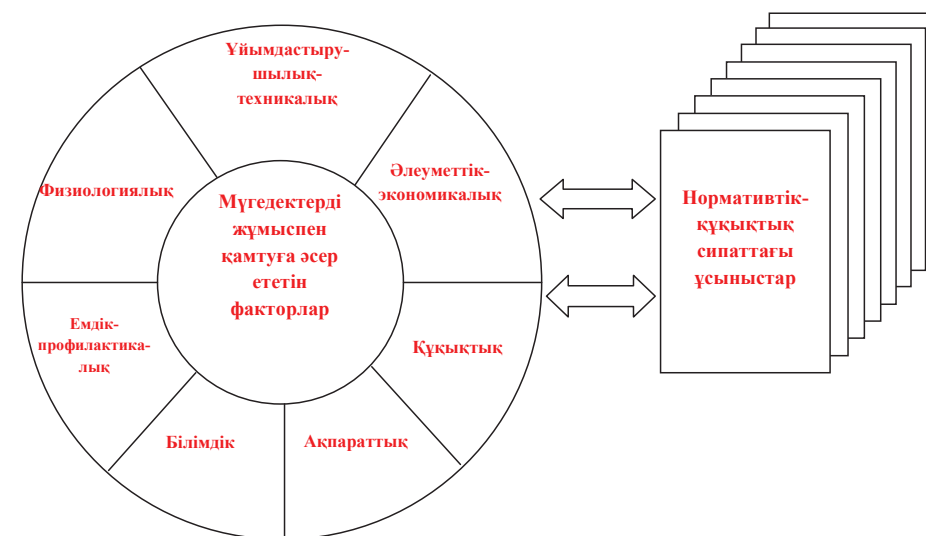 Ұйымдастыру-
шылық-
техникалық
Әлеуметтік-
экономикалық
Физиологиялық
Мүгедектерді
жұмыспен
қамтуға әсер
ететін
факторлар
Нормативтік-
құқықтық
сипаттағы
ұсыныстар
Емдік-
профилактика-
лық
Құқықтық
Білімдік
Ақпараттық